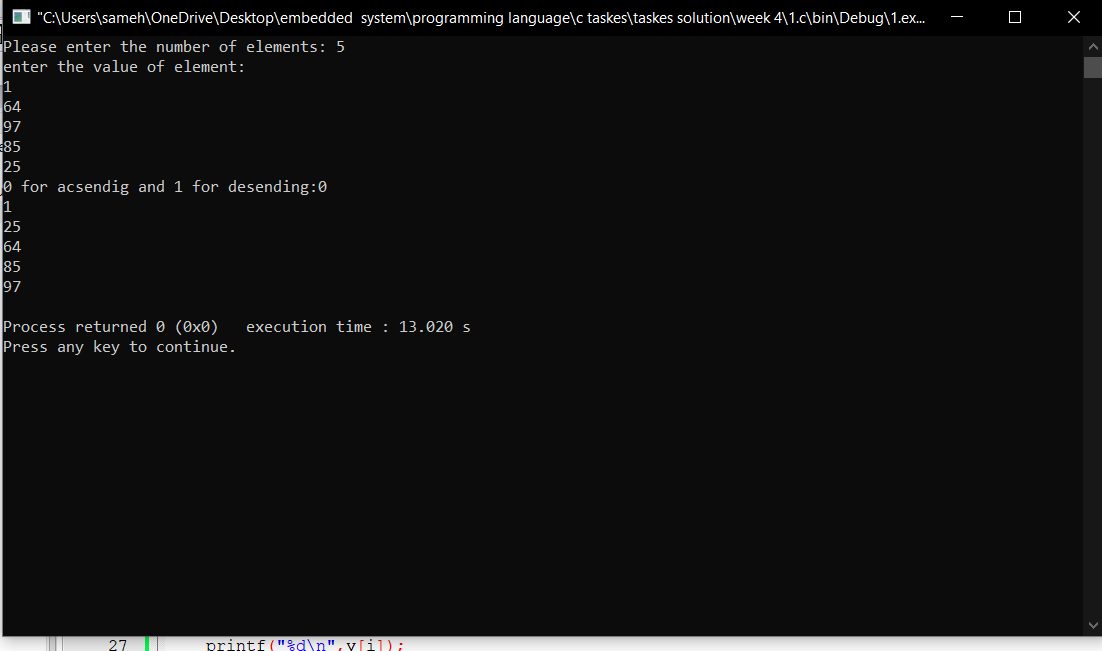 "C:\Users\sameh\OneDrive\Desktop\embedded  system\programming language\c taskes\taskes solution\week 4\1.c\bin\Debug\1.ex...
Please enter the number of elements: 5
enter the value of element:
1
64
97
85
25
0 for acsendig and 1 for desending:0
1
25
64
85
97
Process returned 0 (0x0)   execution time : 13.020 s
Press any key to continue.
27 printf("%d\n",v[i]);